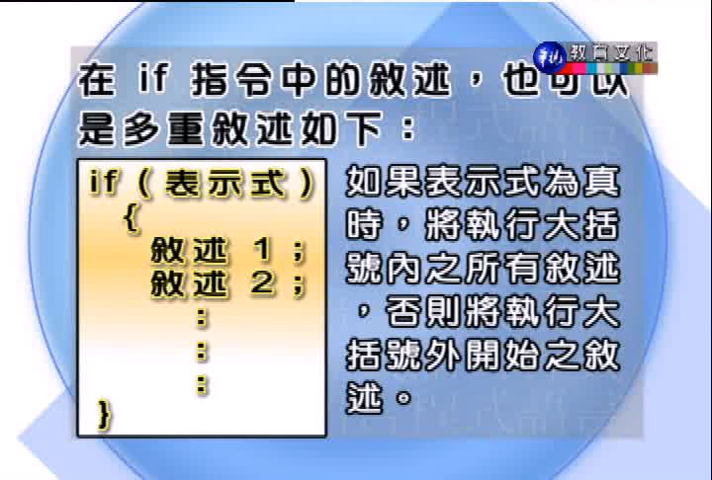 華視 教育文化
在 if 指令中的敘述，也可以
是多重敘述如下：
if ( 表示式 )
{
敘述 1 ;
敘述 2 ;
:
:
:
}
如果表示式為真
時，將執行大括
號內之所有敘述
，否則將執行大
括號外開始之敘
述。